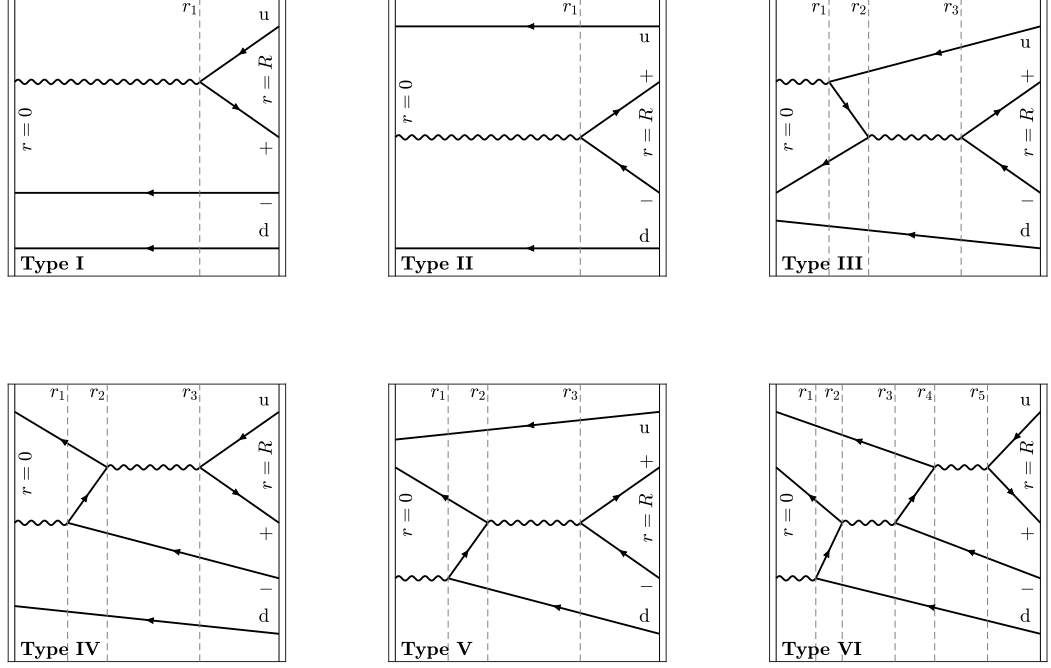 r₁
u
r = R
r = 0
+
−
d
Type I
r₁
u
+
r = 0
r = R
−
d
Type II
r₁ r₂ r₃
u
+
r = 0
r = R
−
d
Type III
r₁ r₂ r₃
u
r = R
r = 0
+
−
d
Type IV
r₁ r₂ r₃
u
+
r = 0
r = R
−
d
Type V
r₁ r₂ r₃ r₄ r₅
u
r = R
r = 0
+
−
d
Type VI